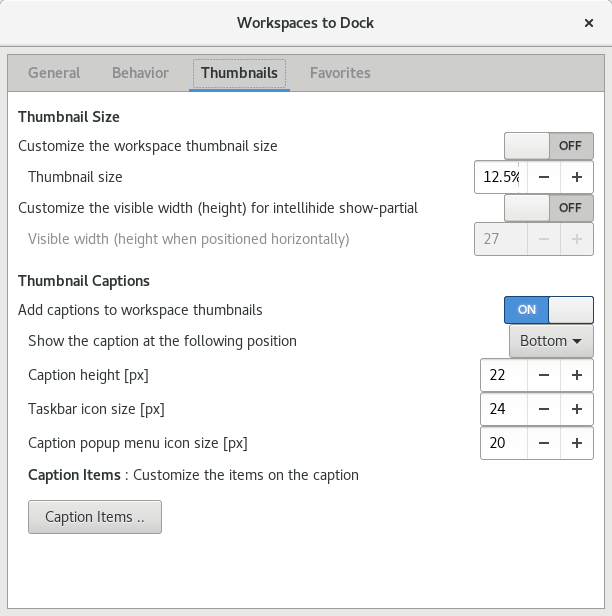 Workspaces to Dock ×
General Behavior Thumbnails Favorites
Thumbnail Size
Customize the workspace thumbnail size OFF
Thumbnail size 12.5% − +
Customize the visible width (height) for intellihide show-partial OFF
Visible width (height when positioned horizontally) 27 − +
Thumbnail Captions
Add captions to workspace thumbnails ON
Show the caption at the following position Bottom
Caption height [px] 22 − +
Taskbar icon size [px] 24 − +
Caption popup menu icon size [px] 20 − +
Caption Items : Customize the items on the caption
Caption Items ..